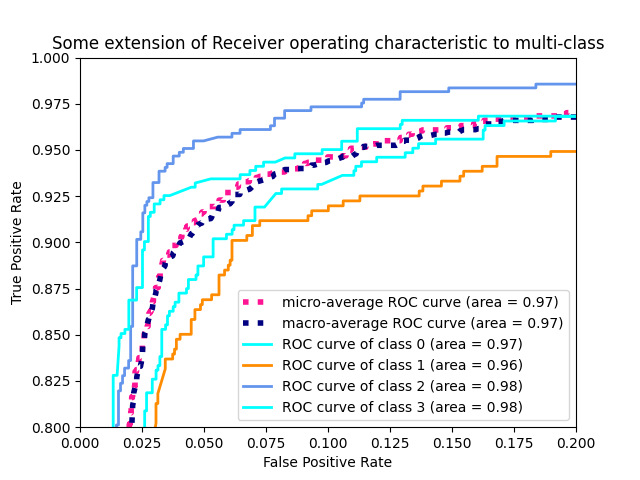 Some extension of Receiver operating characteristic to multi-class
1.000
0.975
0.950
0.925
0.900
0.875
0.850
0.825
0.800
True Positive Rate
micro-average ROC curve (area = 0.97)
macro-average ROC curve (area = 0.97)
ROC curve of class 0 (area = 0.97)
ROC curve of class 1 (area = 0.96)
ROC curve of class 2 (area = 0.98)
ROC curve of class 3 (area = 0.98)
0.000 0.025 0.050 0.075 0.100 0.125 0.150 0.175 0.200
False Positive Rate